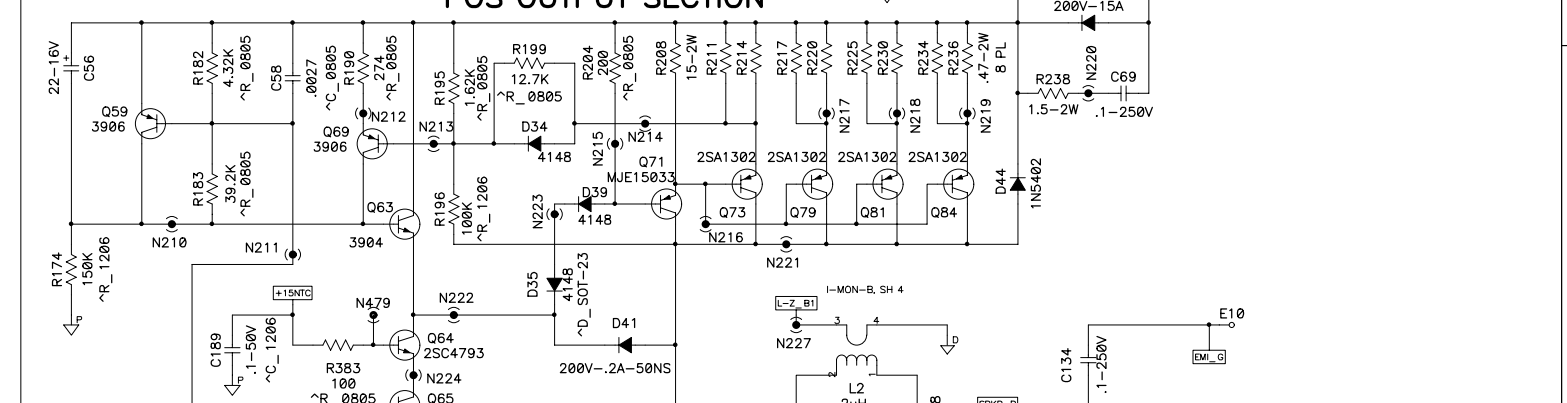 POS OUTPUT SECTION
200V-15A
22-16V
C56
R182
4.32K
^R_0805
C58
.0027
^C_0805
R190
274
^R_0805
R195
1.62K
^R_0805
R199
12.7K
^R_0805
R204
200
^R_0805
R208
15-2W
R211
R214
R217
R220
R225
R230
R234
R236
.47-2W
8 PL
N220
R238
1.5-2W
C69
.1-250V
Q59
3906
N212
Q69
3906
N213
D34
4148
N214
N215
N217
N218
N219
Q71
MJE15033
2SA1302
2SA1302
2SA1302
2SA1302
D44
1N5402
R183
39.2K
^R_0805
R196
100K
^R_1206
Q63
3904
N223
D39
4148
Q73
Q79
Q81
Q84
N210
N211
N216
N221
R174
150K
^R_1206
P
D35
4148
^D_SOT-23
+15NTC
N479
N222
C189
.1-50V
^C_1206
P
Q64
2SC4793
D41
200V-.2A-50NS
R383
100
^R_0805
N224
Q65
I-MON-B, SH 4
L-Z_B1
3
4
N227
D
2
1
L2
2uH
E10
EMI_G
C134
.1-250V